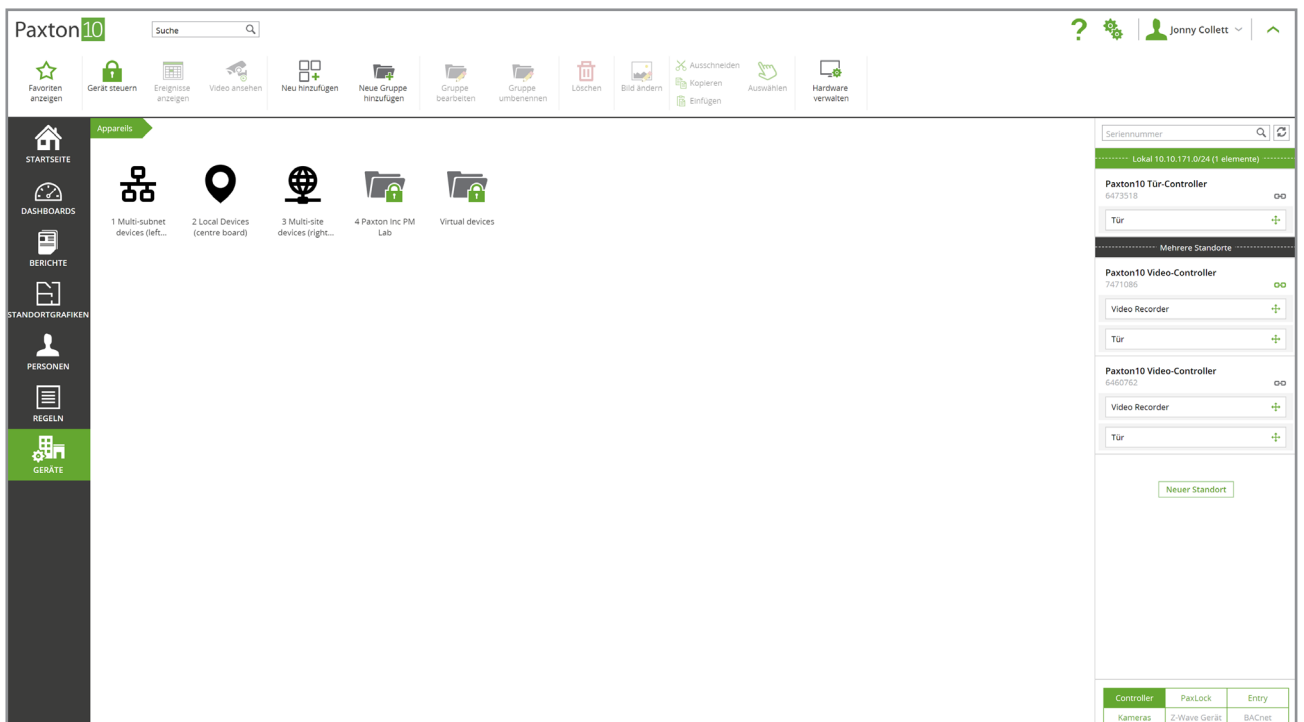 Paxton10
Suche
Jonny Collett
Favoriten
anzeigen
Gerät steuern
Ereignisse
anzeigen
Video ansehen
Neu hinzufügen
Neue Gruppe
hinzufügen
Gruppe
bearbeiten
Gruppe
umbenennen
Löschen
Bild ändern
Ausschneiden
Kopieren
Einfügen
Auswählen
Hardware
verwalten
STARTSEITE
DASHBOARDS
BERICHTE
STANDORTGRAFIKEN
PERSONEN
REGELN
GERÄTE
Appareils
1 Multi-subnet
devices (left...
2 Local Devices
(centre board)
3 Multi-site
devices (right...
4 Paxton Inc PM
Lab
Virtual devices
Seriennummer
Lokal 10.10.171.0/24 (1 elemente)
Paxton10 Tür-Controller
6473518
Tür
Mehrere Standorte
Paxton10 Video-Controller
7471086
Video Recorder
Tür
Paxton10 Video-Controller
6460762
Video Recorder
Tür
Neuer Standort
Controller PaxLock Entry
Kameras Z-Wave Gerät BACnet